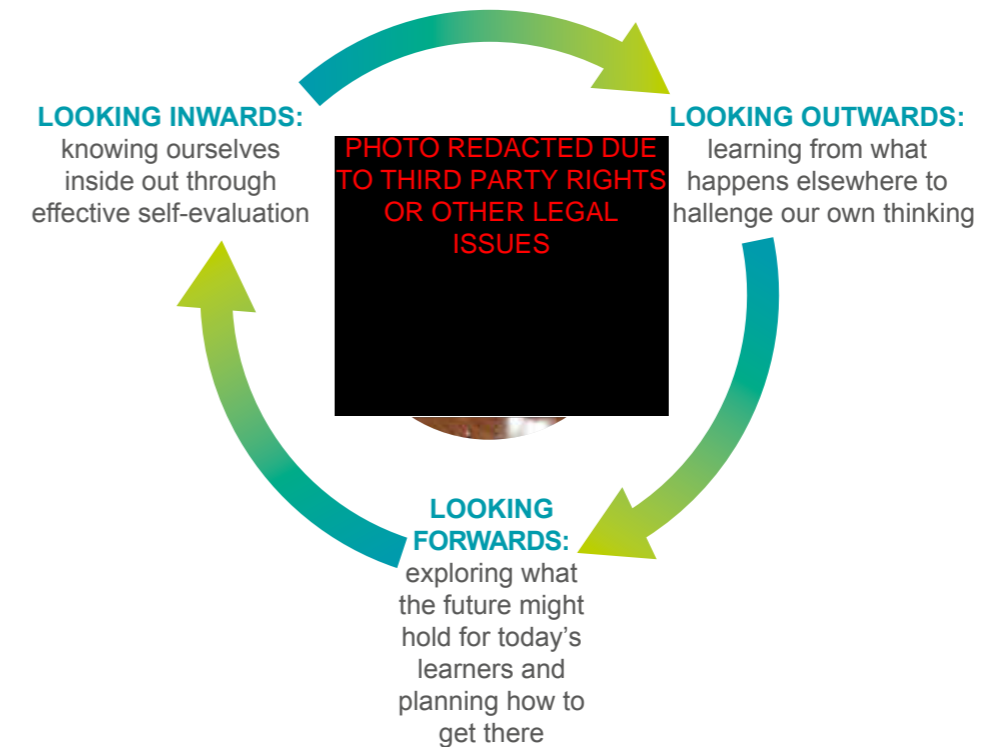 LOOKING INWARDS:
knowing ourselves
inside out through
effective self-evaluation
PHOTO REDACTED DUE
TO THIRD PARTY RIGHTS
OR OTHER LEGAL
ISSUES
LOOKING OUTWARDS:
learning from what
happens elsewhere to
hallenge our own thinking
LOOKING
FORWARDS:
exploring what
the future might
hold for today’s
learners and
planning how to
get there